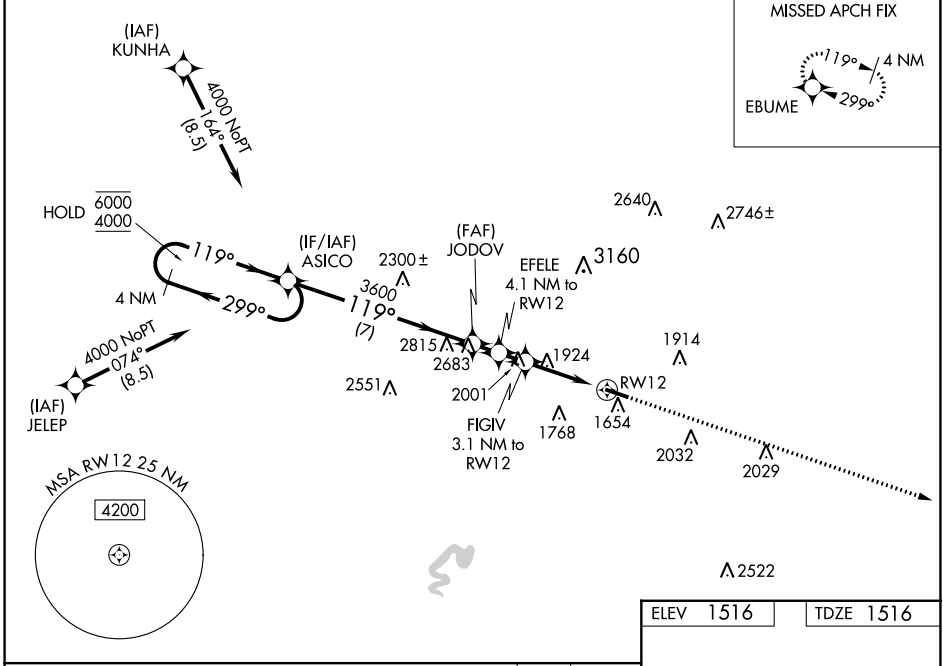 MISSED APCH FIX
119°
4 NM
EBUME
299°
(IAF)
KUNHA
4000 NoPT
164°
(8.5)
HOLD
6000
4000
119°
299°
4 NM
(IF/IAF)
ASICO
2300±
3600
119°
(7)
(FAF)
JODOV
EFELE
4.1 NM to
RW12
3160
2640
2746±
4000 NoPT
074°
(8.5)
(IAF)
JELEP
2815
2683
2551
2001
1924
1914
FIGIV
3.1 NM to
RW12
1768
RW12
1654
2032
2029
MSA RW12 25 NM
4200
2522
ELEV 1516
TDZE 1516